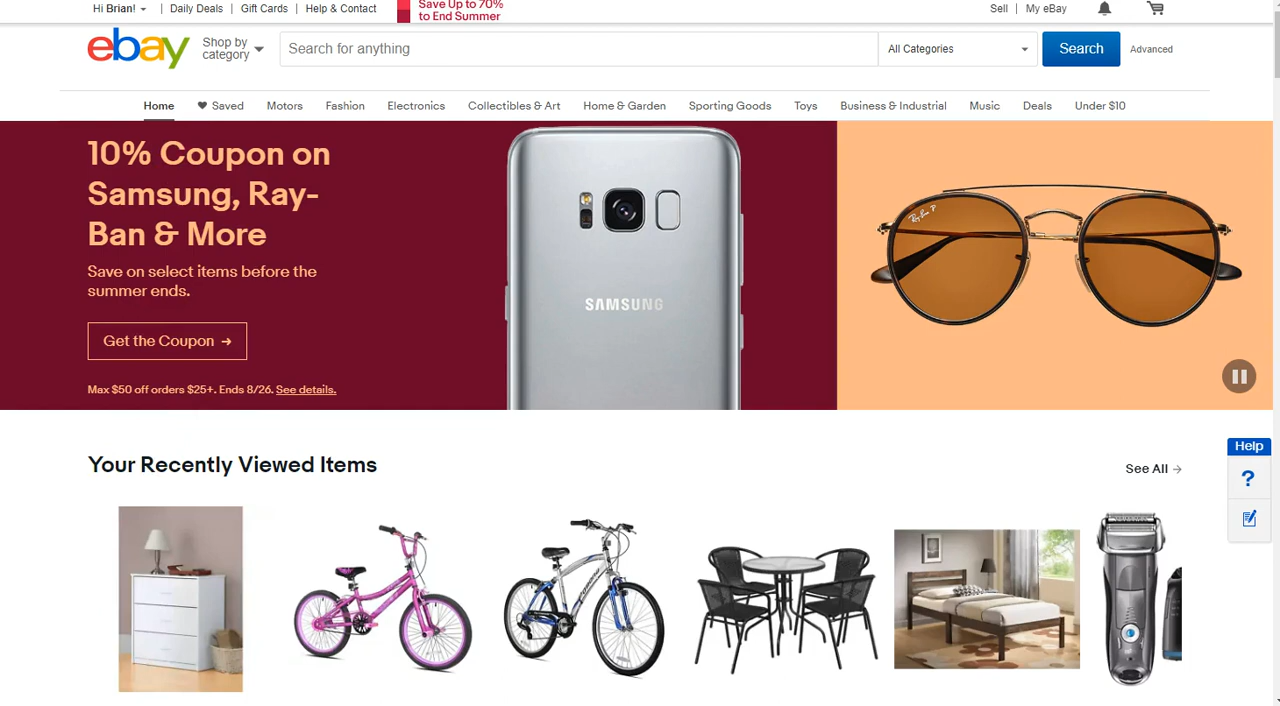 Hi Brian!
Daily Deals
Gift Cards
Help & Contact
Save Up to 70%
to End Summer
Sell
My eBay
ebay
Shop by
category
Search for anything
All Categories
Search
Advanced
Home
Saved
Motors
Fashion
Electronics
Collectibles & Art
Home & Garden
Sporting Goods
Toys
Business & Industrial
Music
Deals
Under $10
10% Coupon on
Samsung, Ray-
Ban & More
Save on select items before the
summer ends.
Get the Coupon →
Max $50 off orders $25+. Ends 8/26. See details.
SAMSUNG
Ray-Ban P
Your Recently Viewed Items
See All →
Help
?